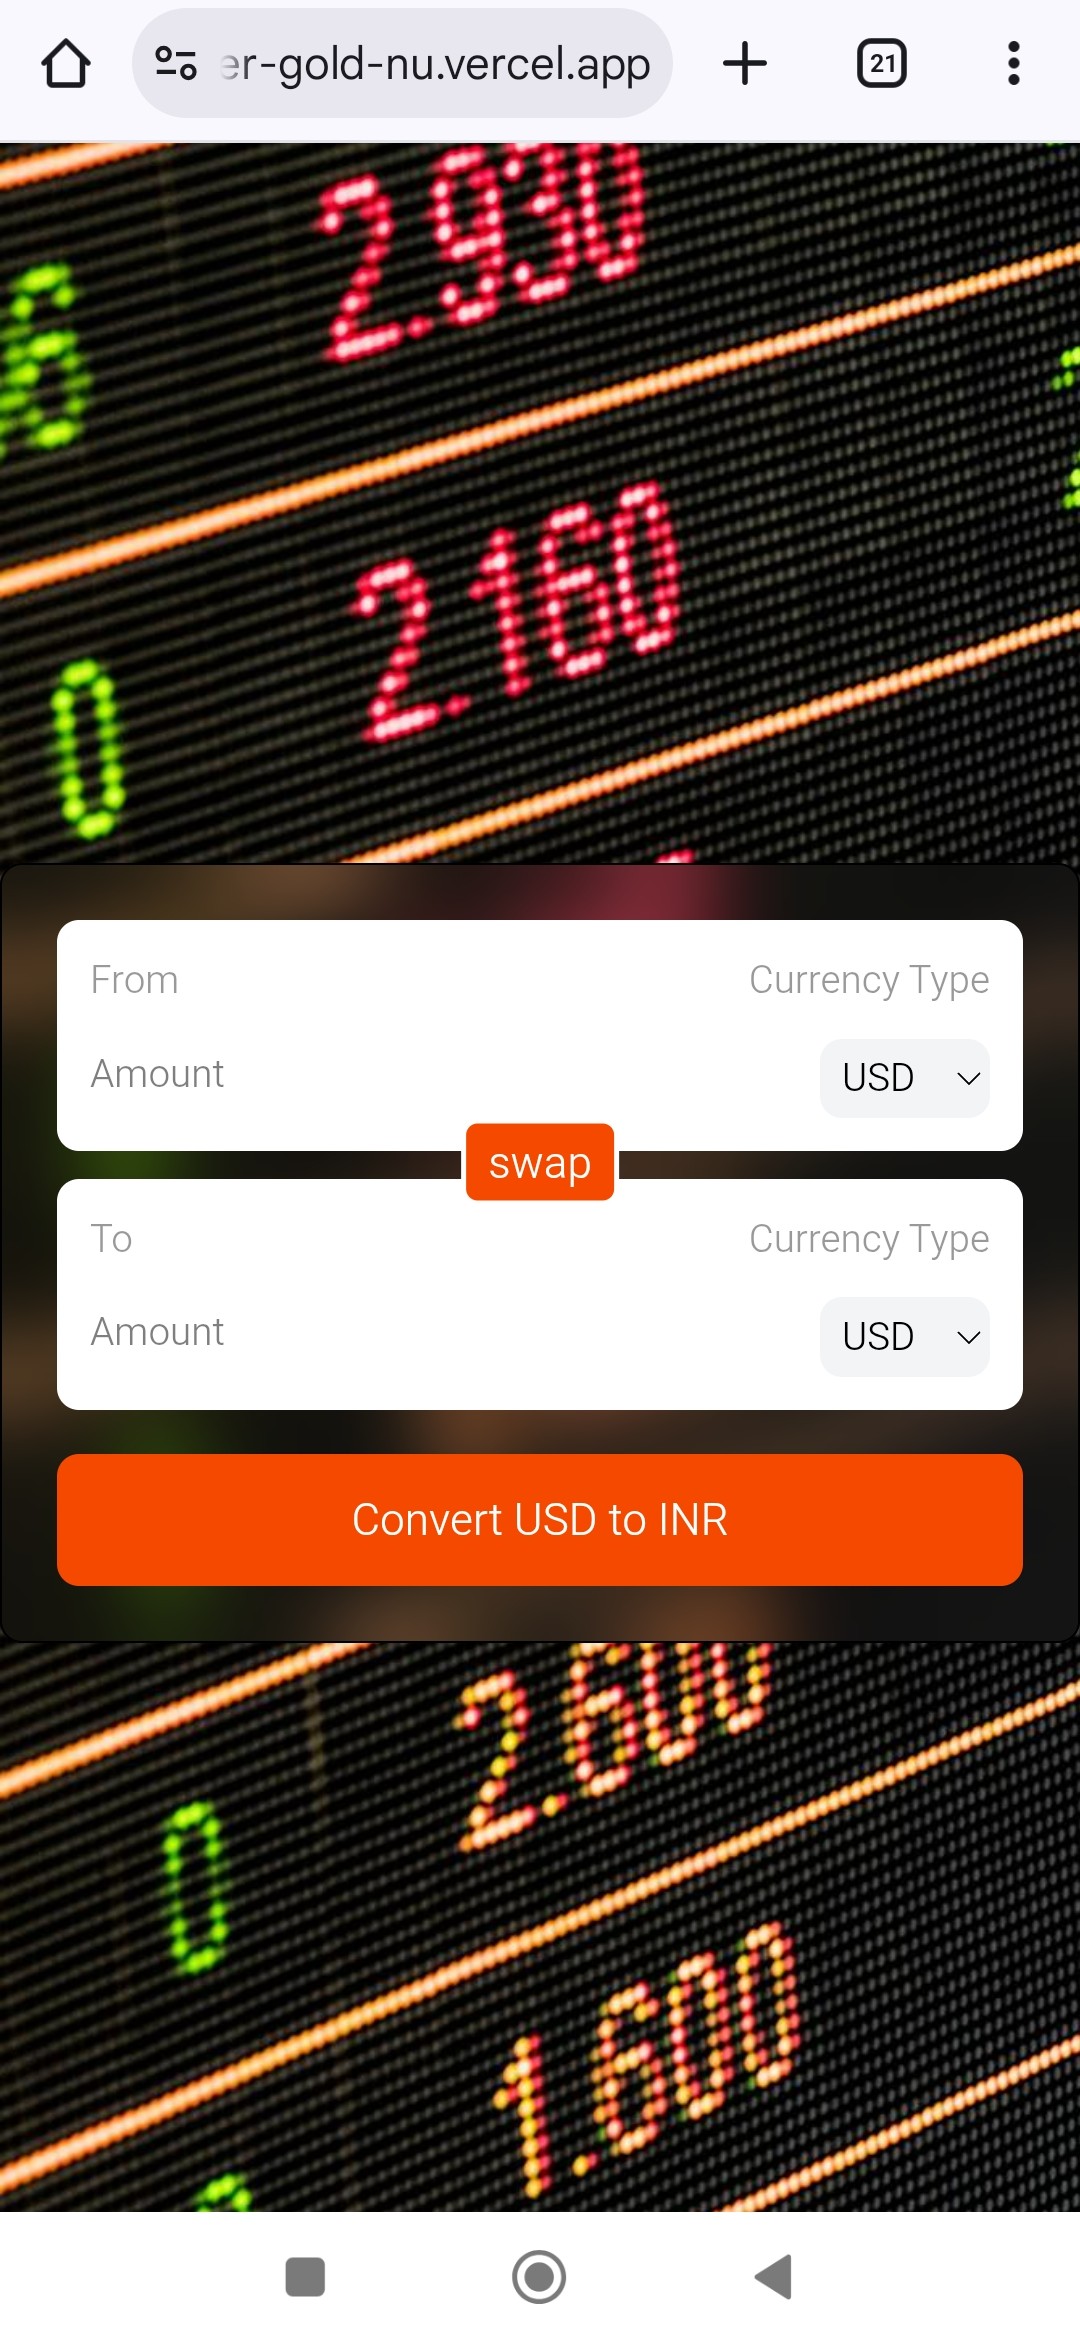 er-gold-nu.vercel.app
21
2.930
6
2.160
0
From Currency Type
Amount USD
swap
To Currency Type
Amount USD
Convert USD to INR
2.600
0
1.600